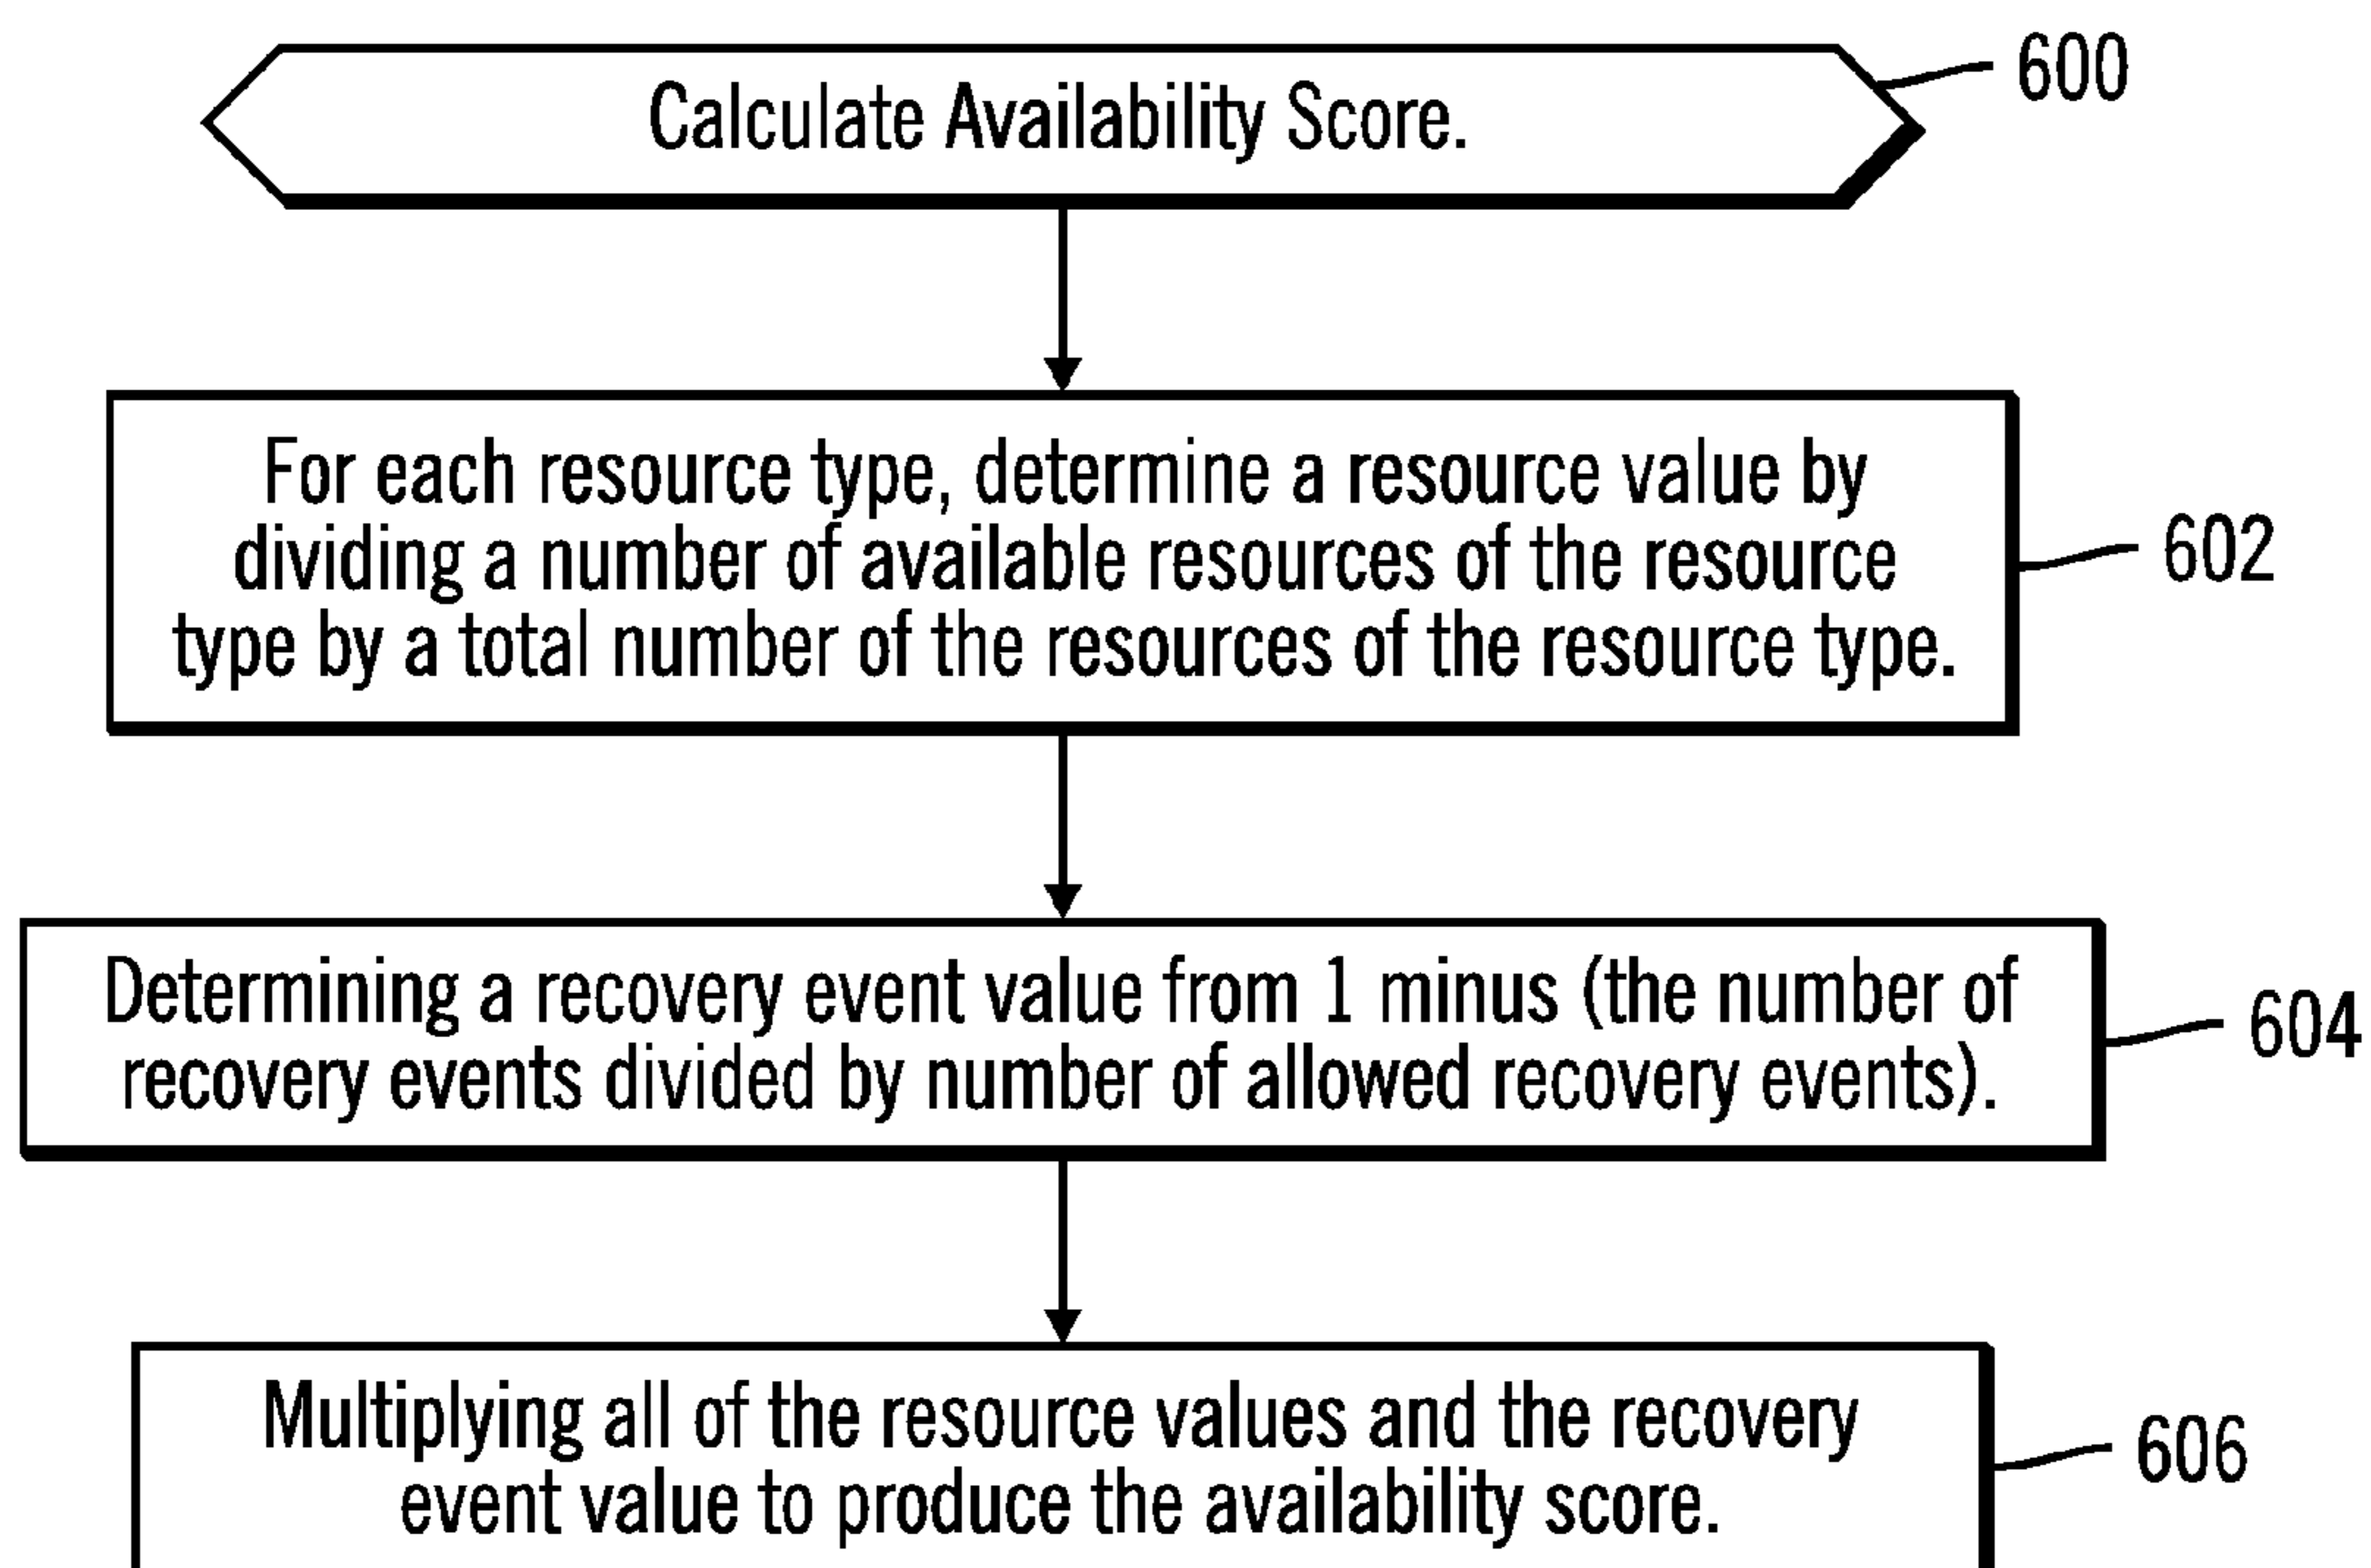 Calculate Availability Score.
600
For each resource type, determine a resource value by
dividing a number of available resources of the resource
type by a total number of the resources of the resource type.
602
Determining a recovery event value from 1 minus (the number of
recovery events divided by number of allowed recovery events).
604
Multiplying all of the resource values and the recovery
event value to produce the availability score.
606